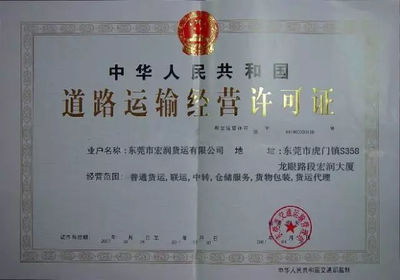 中华人民共和国
道路运输经营许可证
业户名称：东莞市宏润货运有限公司 地 址：东莞市虎门镇S358
龙眼路段宏润大厦
经营范围：普通货运,联运,中转,仓储服务,货物包装,货运代理
中华人民共和国交通部监制